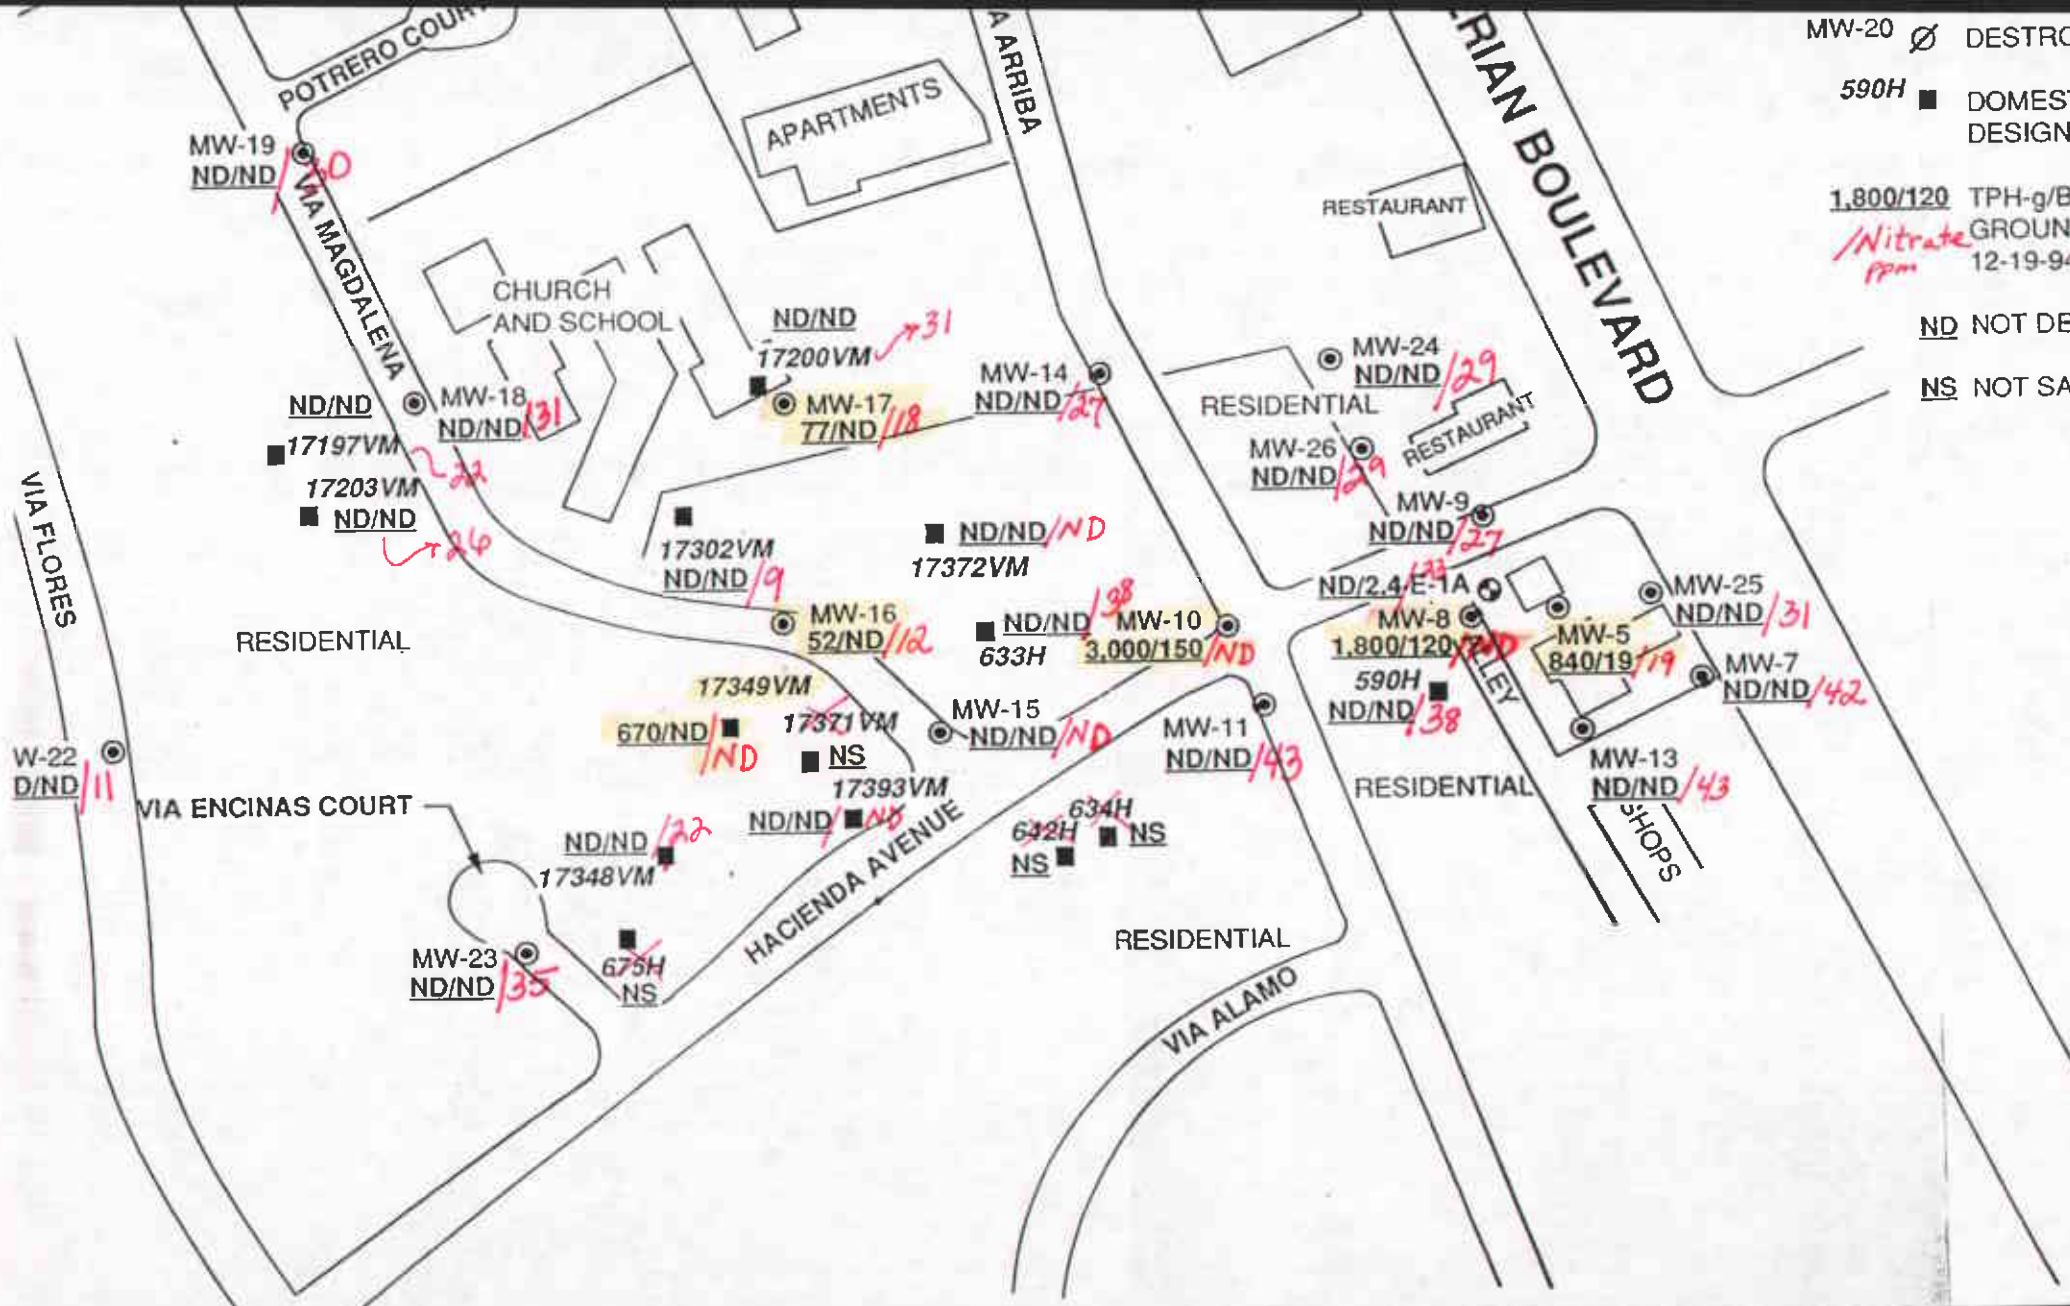 POTRERO COURT
A ARRIBA
RIAN BOULEVARD
MW-20 DESTRO
590H DOMEST
DESIGN
1,800/120 TPH-g/B
/Nitrate GROUN
ppm 12-19-94
ND NOT DE
NS NOT SA
MW-19
ND/ND
VIA MAGDALENA
APARTMENTS
RESTAURANT
CHURCH
AND SCHOOL
ND/ND
17200VM 31
MW-17
77/ND/18
MW-14
ND/ND/27
MW-24
ND/ND/29
RESIDENTIAL
RESTAURANT
MW-26
ND/ND/29
MW-18
ND/ND/31
ND/ND
17197VM
22
17203VM
ND/ND
26
VIA FLORES
17302VM
ND/ND/9
ND/ND/ND
17372VM
MW-9
ND/ND/27
ND/2.4 E-1A
MW-25
ND/ND/31
RESIDENTIAL
MW-16
52/ND/12
ND/ND/38
633H
MW-10
3,000/150/ND
MW-8
1,800/120/ND
MW-5
840/19/19
MW-7
ND/ND/42
590H
ND/ND/38
LLEY
17349VM
670/ND/ND
17371VM
NS
MW-15
ND/ND/ND
MW-11
ND/ND/43
W-22
D/ND/11
17393VM
ND/ND/ND
RESIDENTIAL
MW-13
ND/ND/43
SHOPS
VIA ENCINAS COURT
ND/ND/22
17348VM
HACIENDA AVENUE
634H
NS
642H
NS
MW-23
ND/ND/35
675H
NS
RESIDENTIAL
VIA ALAMO